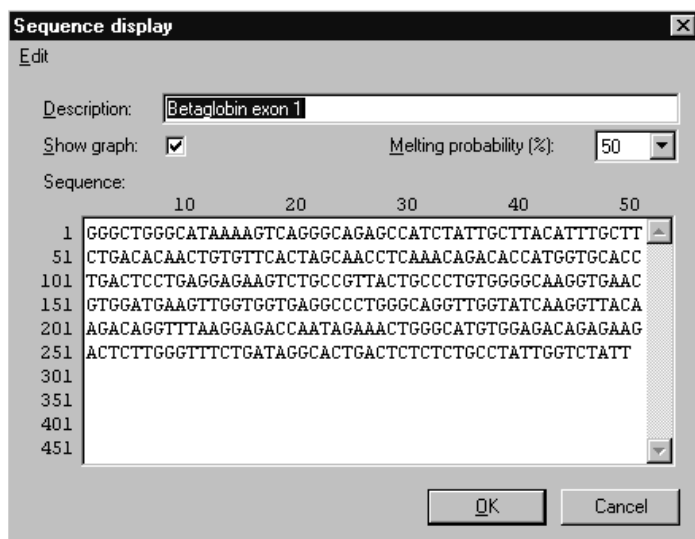 Sequence display
Edit
Description: Betaglobin exon 1
Show graph: Melting probability (%): 50
Sequence:
10 20 30 40 50
1 GGGCTGGGCATAAAAGTCAGGGCAGAGCCATCTATTGCTTACATTTGCTT
51 CTGACACAACTGTGTTCACTAGCAACCTCAAACAGACACCATGGTGCACC
101 TGACTCCTGAGGAGAAGTCTGCCGTTACTGCCCTGTGGGGCAAGGTGAAC
151 GTGGATGAAGTTGGTGGTGAGGCCCTGGGCAGGTTGGTATCAAGGTTACA
201 AGACAGGTTTAAGGAGACCAATAGAAACTGGGCATGTGGAGACAGAGAAG
251 ACTCTTGGGTTTCTGATAGGCACTGACTCTCTCTGCCTATTGGTCTATT
301
351
401
451
OK Cancel